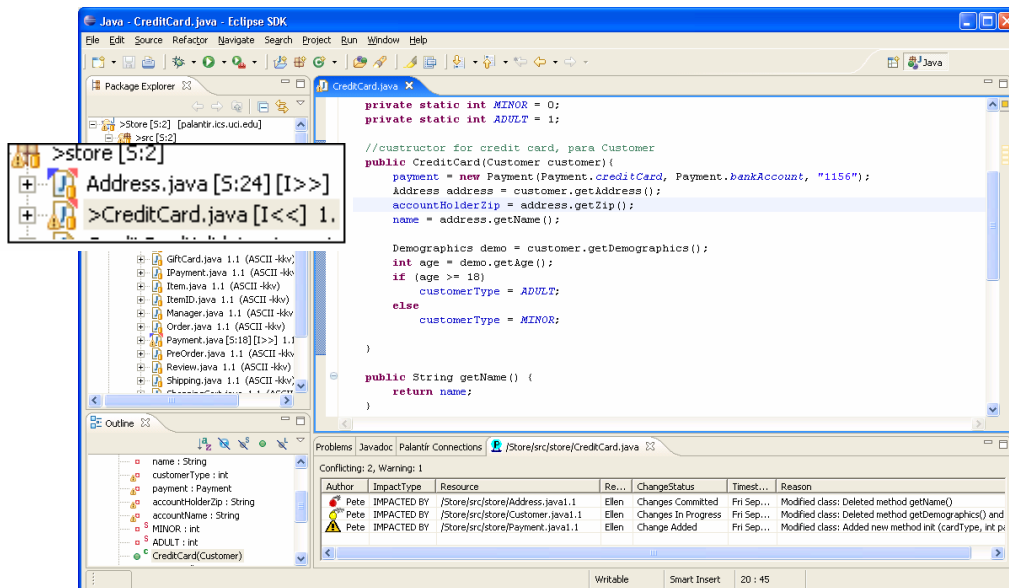 Java - CreditCard.java - Eclipse SDK
File Edit Source Refactor Navigate Search Project Run Window Help
Java
Package Explorer
CreditCard.java
>Store [S:2] [palantir.ics.uci.edu]
>src [S:2]
>store [S:2]
Address.java [S:24] [I>>]
>CreditCard.java [I<<] 1.
GiftCard.java 1.1 (ASCII -kkv)
IPayment.java 1.1 (ASCII -kkv
Item.java 1.1 (ASCII -kkv)
ItemID.java 1.1 (ASCII -kkv)
Manager.java 1.1 (ASCII -kkv)
Order.java 1.1 (ASCII -kkv)
Payment.java [S:18] [I>>] 1.1
PreOrder.java 1.1 (ASCII -kkv
Review.java 1.1 (ASCII -kkv)
Shipping.java 1.1 (ASCII -kkv)
private static int MINOR = 0;
private static int ADULT = 1;
//custructor for credit card, para Customer
public CreditCard(Customer customer){
payment = new Payment(Payment.creditCard, Payment.bankAccount, "1156");
Address address = customer.getAddress();
accountHolderZip = address.getZip();
name = address.getName();
Demographics demo = customer.getDemographics();
int age = demo.getAge();
if (age >= 18)
customerType = ADULT;
else
customerType = MINOR;
}
public String getName() {
return name;
}
Outline
name : String
customerType : int
payment : Payment
accountHolderZip : String
accountName : String
MINOR : int
ADULT : int
CreditCard(Customer)
Problems Javadoc Palantír Connections /Store/src/store/CreditCard.java
Conflicting: 2, Warning: 1
Author ImpactType Resource Re... ChangeStatus Timest... Reason
Pete IMPACTED BY /Store/src/store/Address.java1.1 Ellen Changes Committed Fri Sep... Modified class: Deleted method getName()
Pete IMPACTED BY /Store/src/store/Customer.java1.1 Ellen Changes In Progress Fri Sep... Modified class: Deleted method getDemographics() and
Pete IMPACTED BY /Store/src/store/Payment.java1.1 Ellen Change Added Fri Sep... Modified class: Added new method init (cardType, int pa
Writable Smart Insert 20 : 45